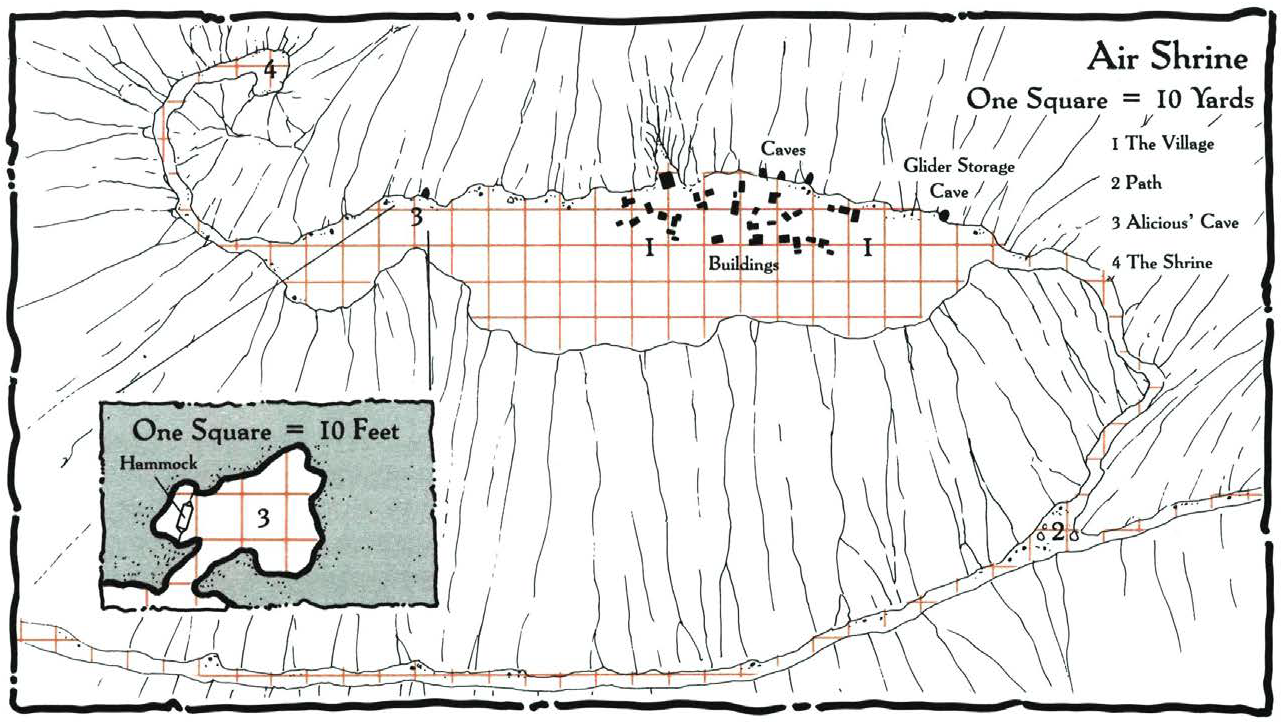 Air Shrine
One Square = 10 Yards
1 The Village
2 Path
3 Alicious' Cave
4 The Shrine
4
Caves
Glider Storage
Cave
3
1
1
Buildings
One Square = 10 Feet
Hammock
3
2